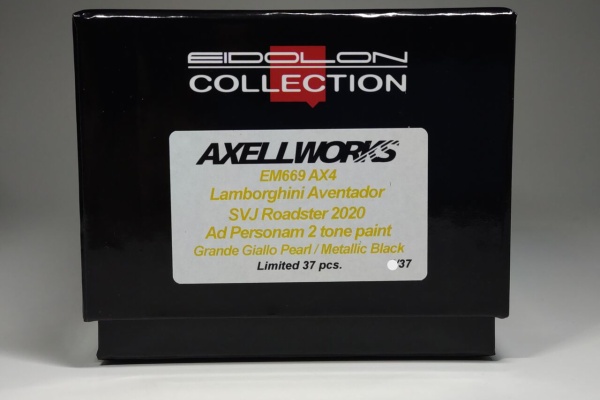 EIDOLON
COLLECTION
AXELLWORKS
EM669 AX4
Lamborghini Aventador
SVJ Roadster 2020
Ad Personam 2 tone paint
Grande Giallo Pearl / Metallic Black
Limited 37 pcs. /37